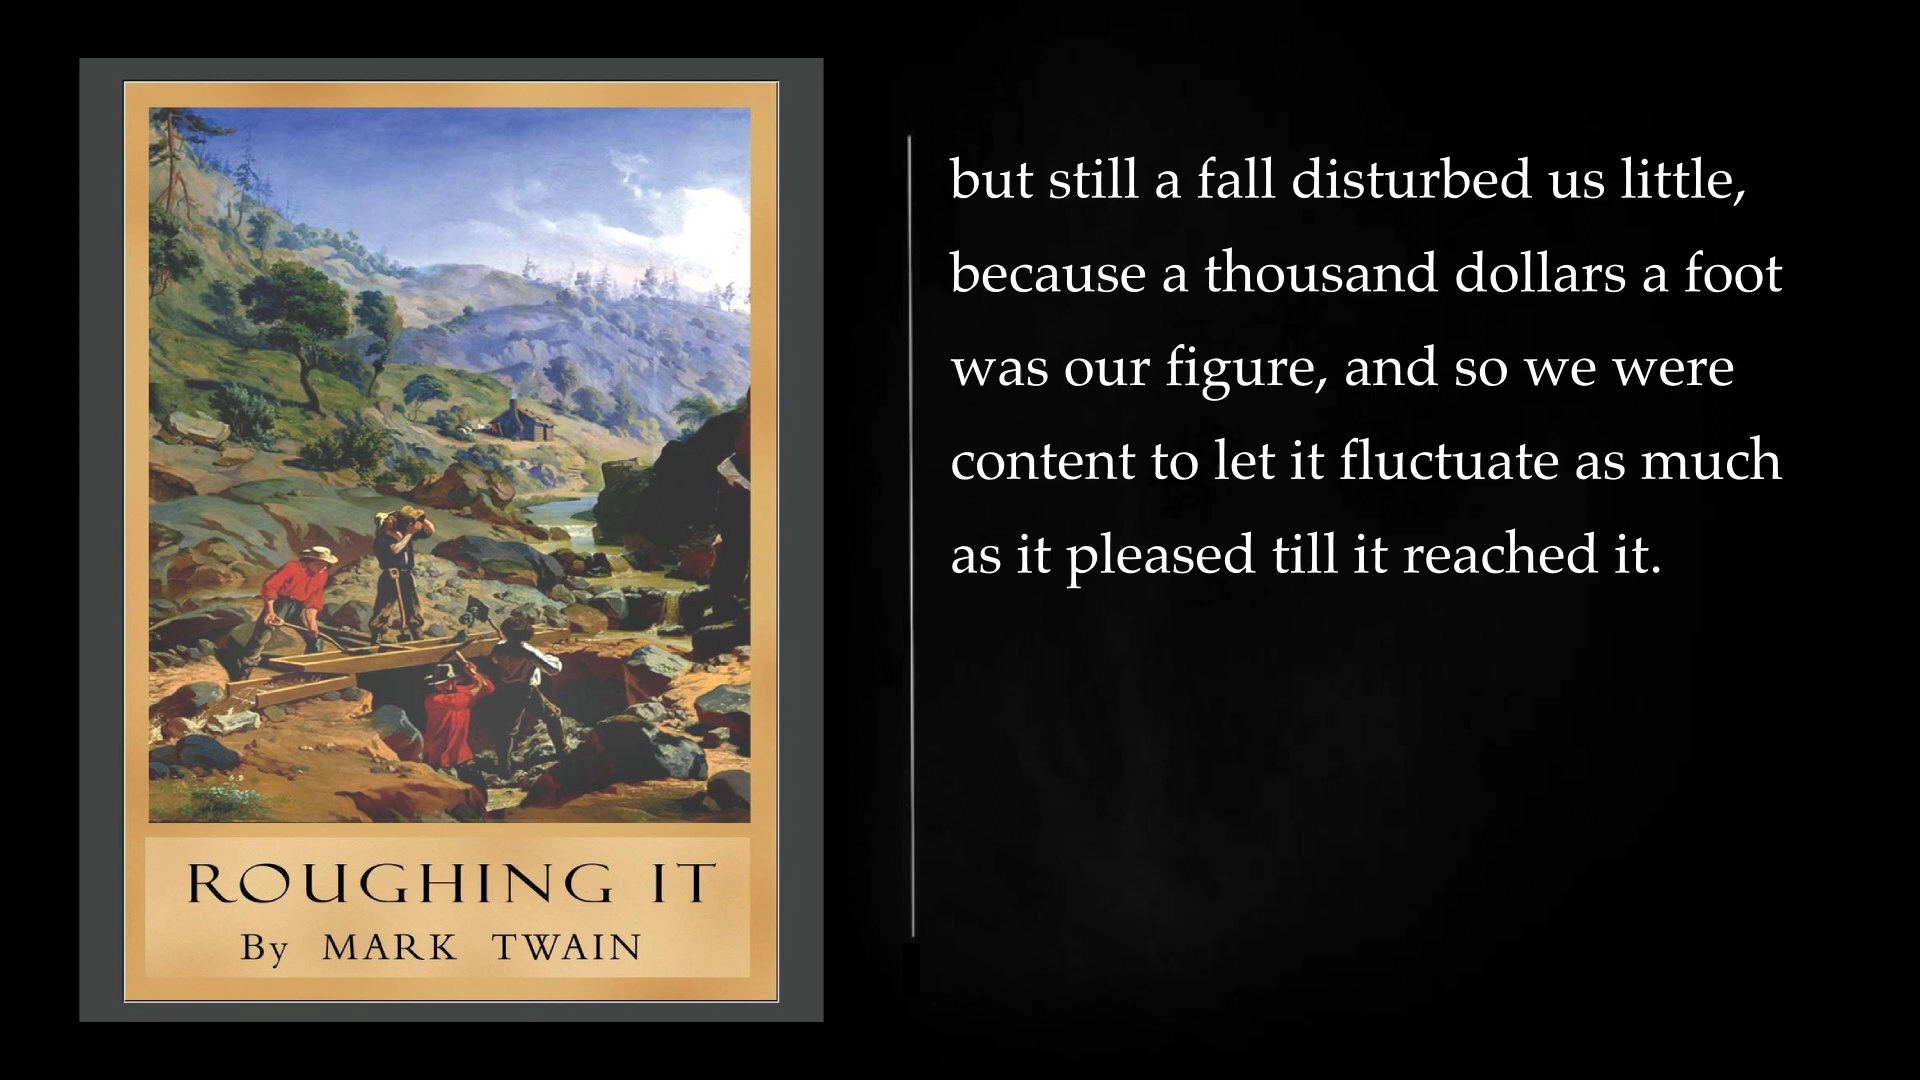 ROUGHING IT
By MARK TWAIN
but still a fall disturbed us little,
because a thousand dollars a foot
was our figure, and so we were
content to let it fluctuate as much
as it pleased till it reached it.